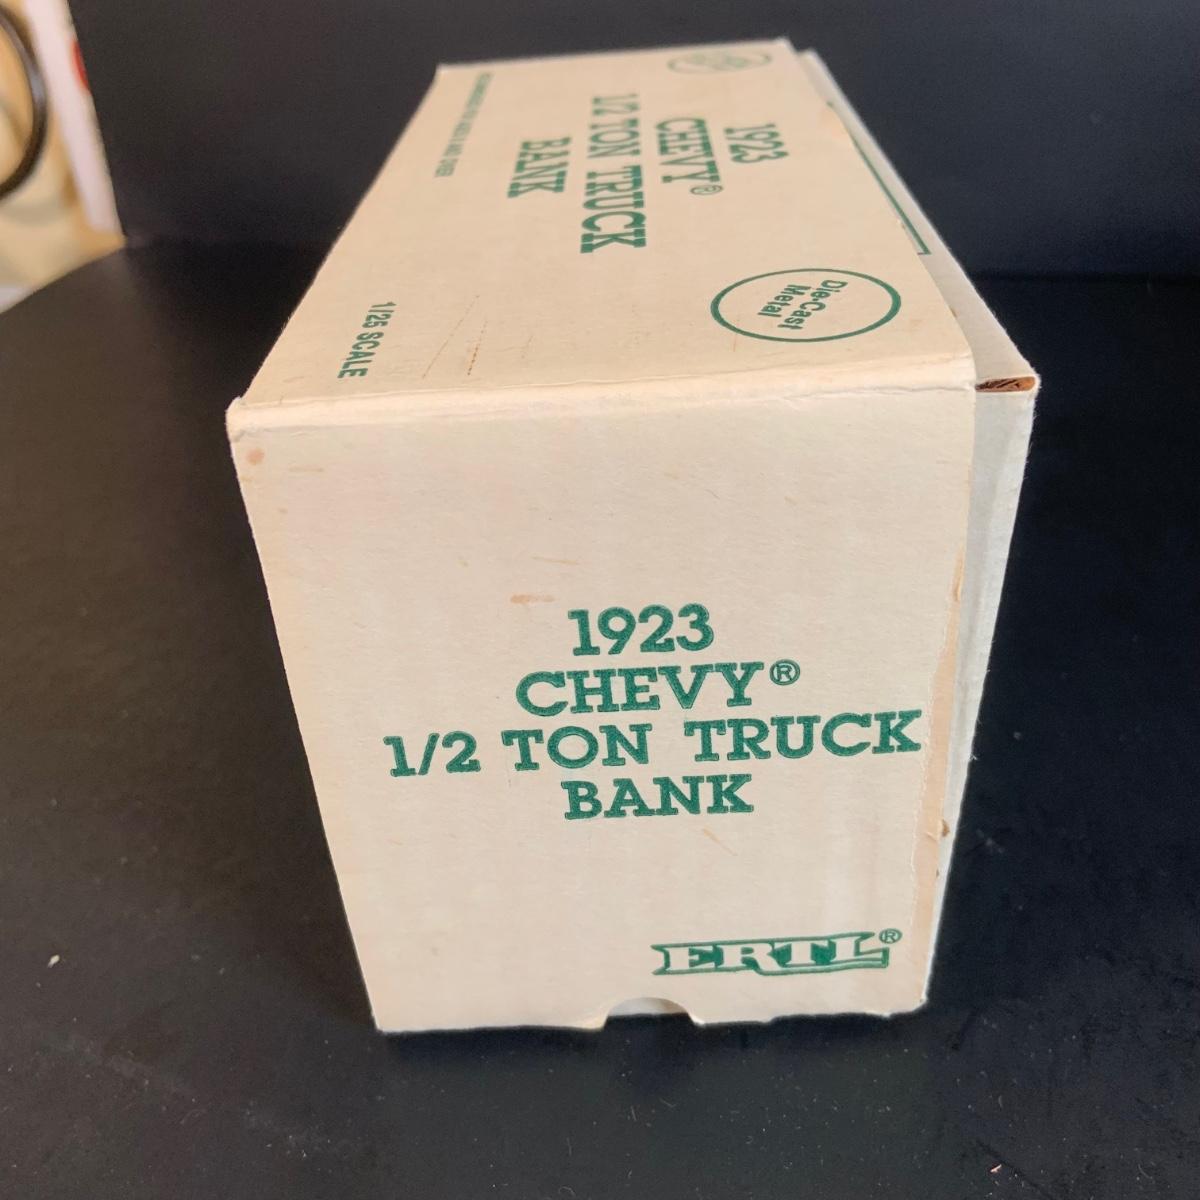 1923
CHEVY®
1/2 TON TRUCK
BANK
Die-Cast
Metal
1/25 SCALE
1923
CHEVY®
1/2 TON TRUCK
BANK
ERTL®